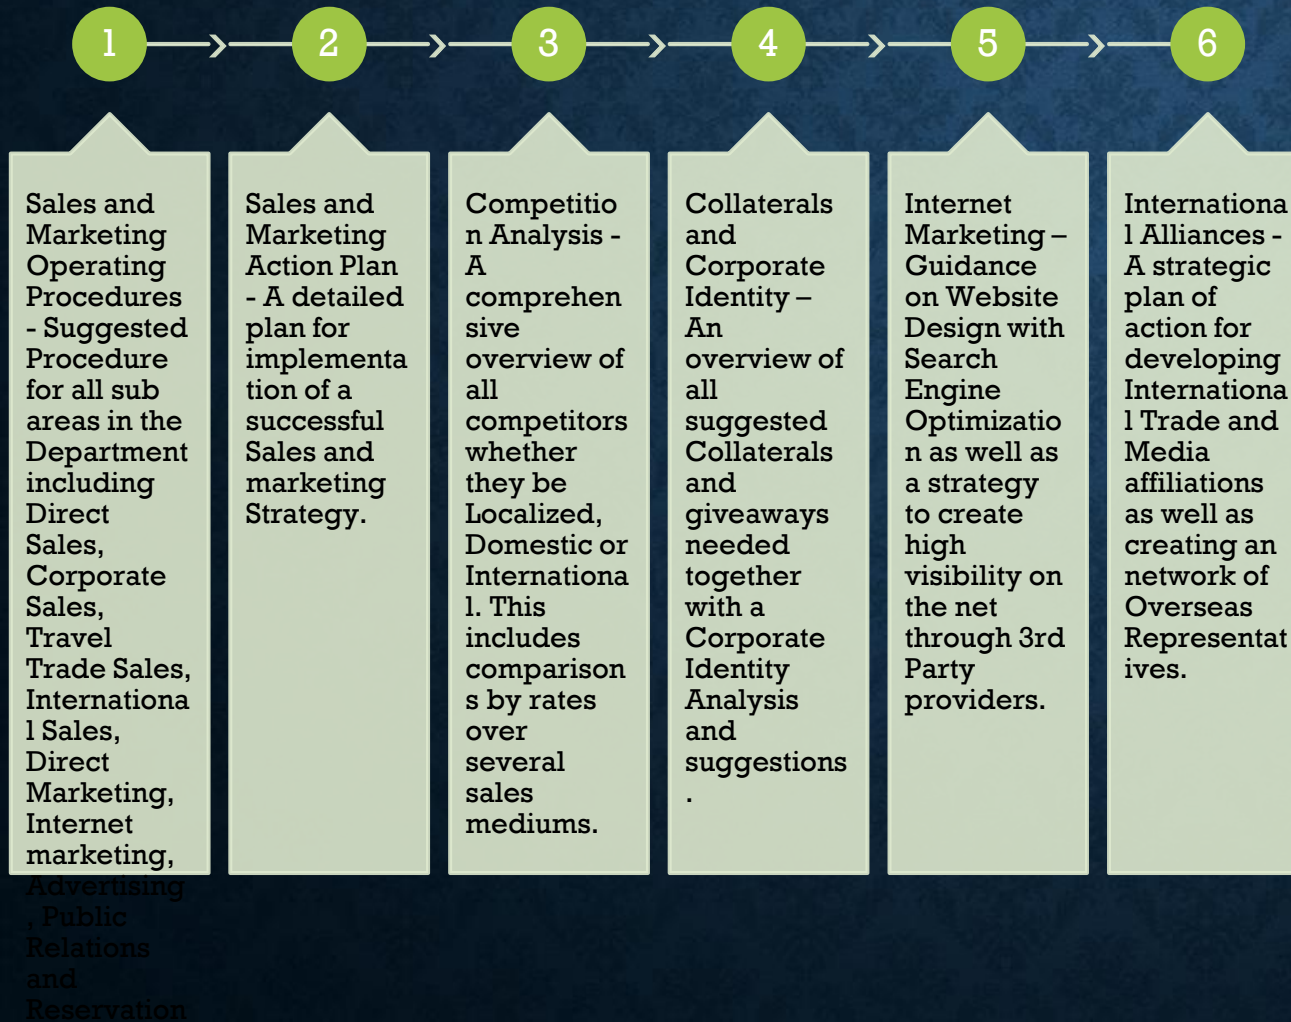 1
2
3
4
5
6
Sales and
Marketing
Operating
Procedures
- Suggested
Procedure
for all sub
areas in the
Department
including
Direct
Sales,
Corporate
Sales,
Travel
Trade Sales,
Internationa
l Sales,
Direct
Marketing,
Internet
marketing,
Advertising
, Public
Relations
and
Reservation
Sales and
Marketing
Action Plan
- A detailed
plan for
implementa
tion of a
successful
Sales and
marketing
Strategy.
Competitio
n Analysis -
A
comprehen
sive
overview of
all
competitors
whether
they be
Localized,
Domestic or
Internationa
l. This
includes
comparison
s by rates
over
several
sales
mediums.
Collaterals
and
Corporate
Identity –
An
overview of
all
suggested
Collaterals
and
giveaways
needed
together
with a
Corporate
Identity
Analysis
and
suggestions
.
Internet
Marketing –
Guidance
on Website
Design with
Search
Engine
Optimizatio
n as well as
a strategy
to create
high
visibility on
the net
through 3rd
Party
providers.
Internationa
l Alliances -
A strategic
plan of
action for
developing
Internationa
l Trade and
Media
affiliations
as well as
creating an
network of
Overseas
Representat
ives.